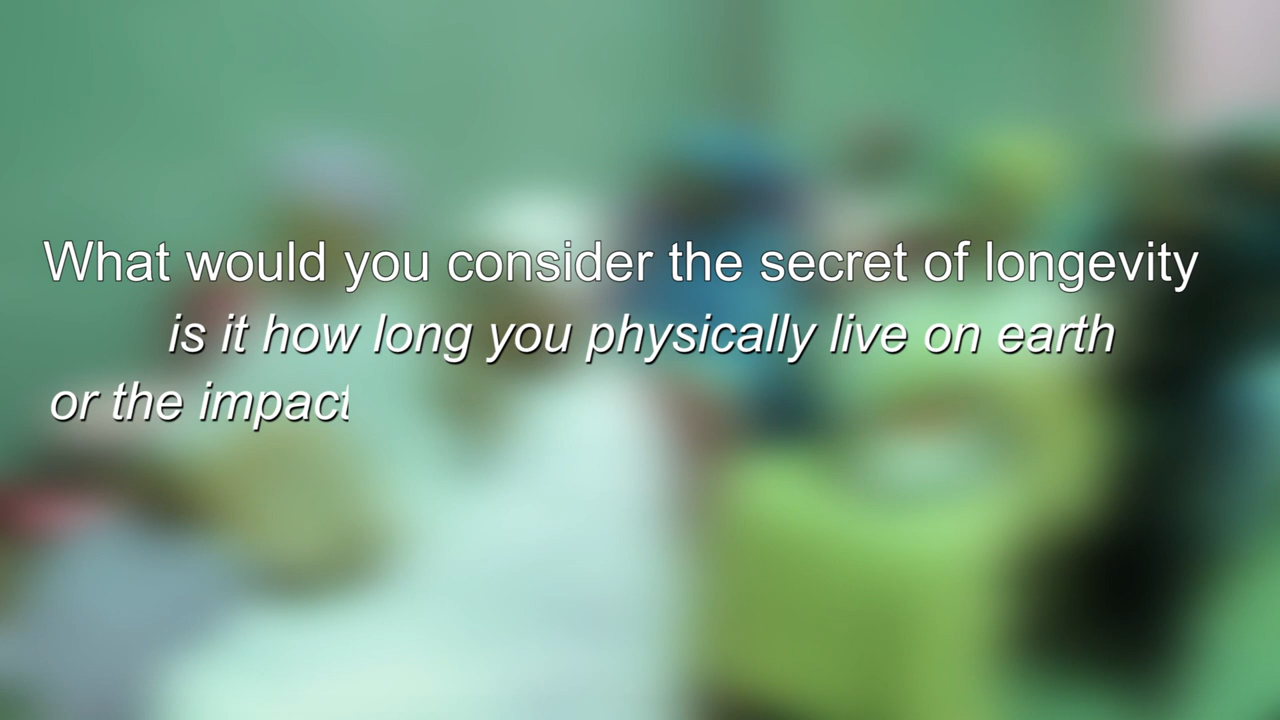 What would you consider the secret of longevity
is it how long you physically live on earth
or the impact